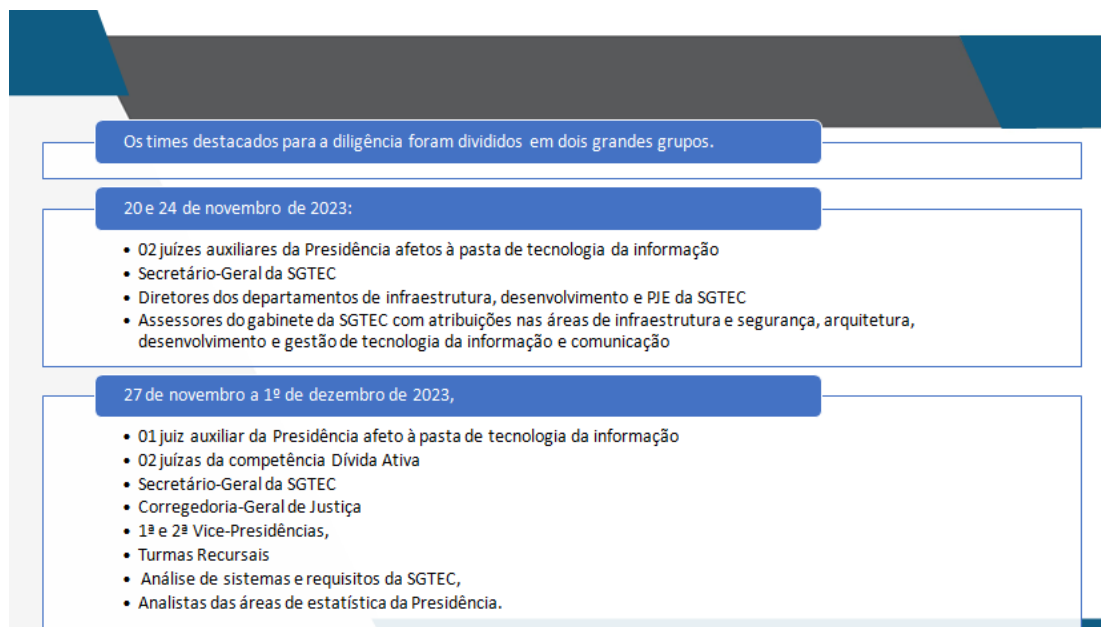 Os times destacados para a diligência foram divididos em dois grandes grupos.
20 e 24 de novembro de 2023:
• 02 juízes auxiliares da Presidência afetos à pasta de tecnologia da informação
• Secretário-Geral da SGTEC
• Diretores dos departamentos de infraestrutura, desenvolvimento e PJE da SGTEC
• Assessores do gabinete da SGTEC com atribuições nas áreas de infraestrutura e segurança, arquitetura,
desenvolvimento e gestão de tecnologia da informação e comunicação
27 de novembro a 1º de dezembro de 2023,
• 01 juiz auxiliar da Presidência afeto à pasta de tecnologia da informação
• 02 juízas da competência Dívida Ativa
• Secretário-Geral da SGTEC
• Corregedoria-Geral de Justiça
• 1ª e 2ª Vice-Presidências,
• Turmas Recursais
• Análise de sistemas e requisitos da SGTEC,
• Analistas das áreas de estatística da Presidência.